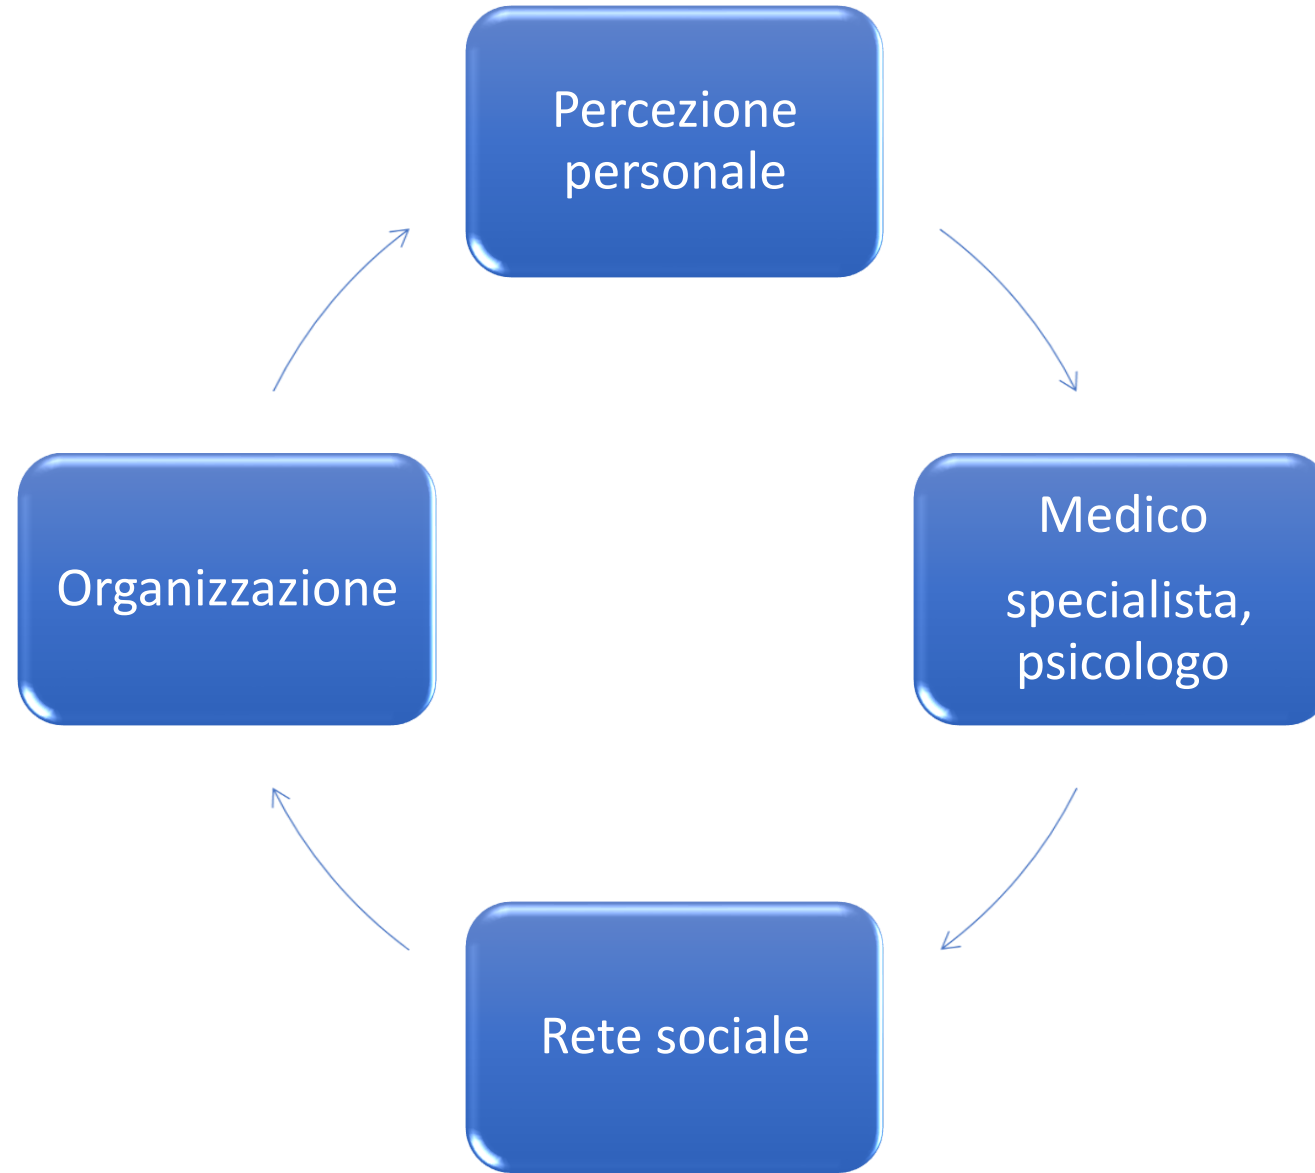 Percezione
personale
Medico
specialista,
psicologo
Organizzazione
Rete sociale